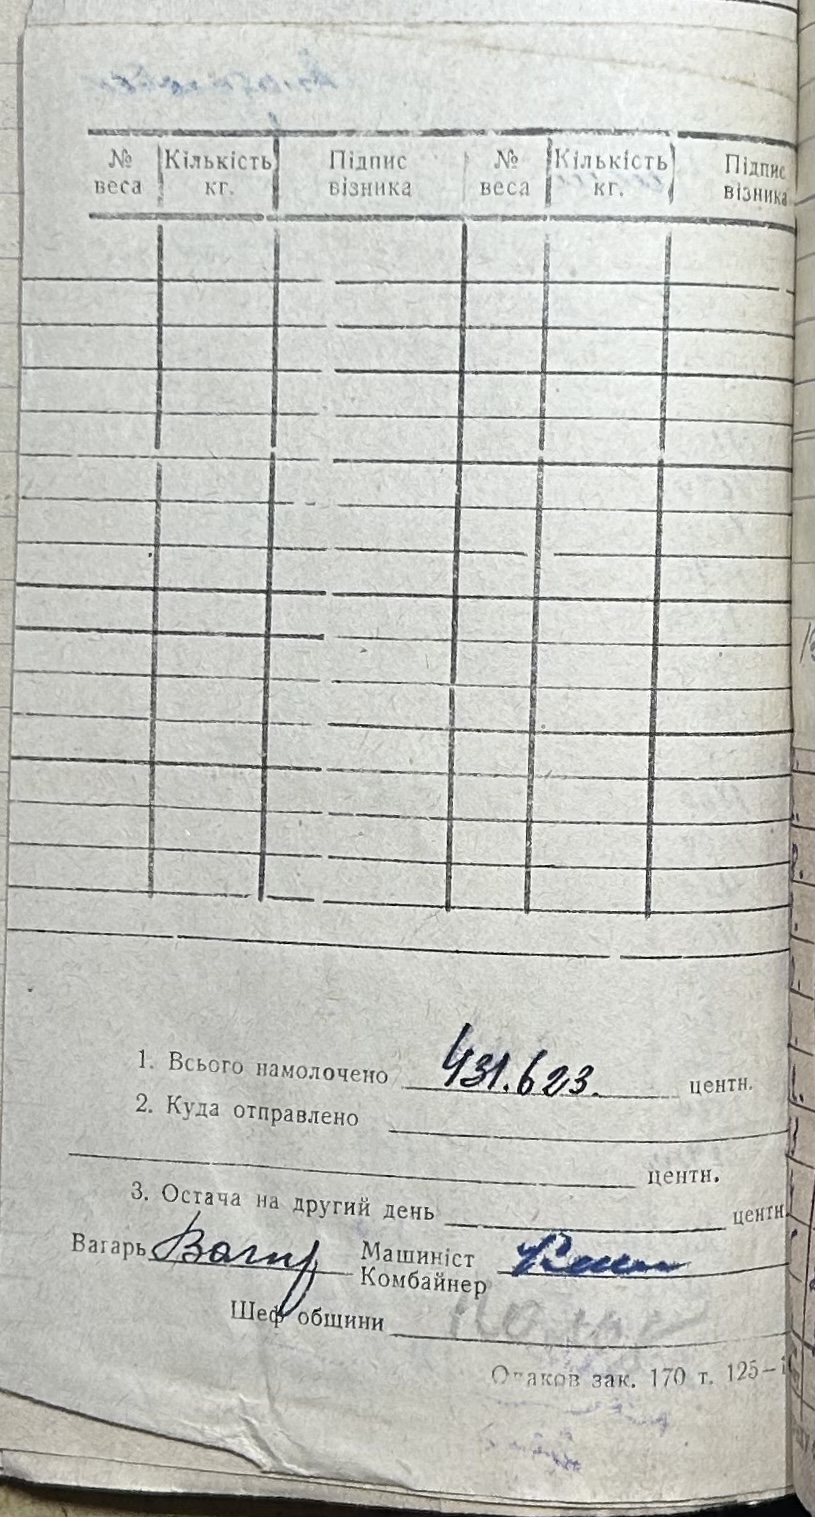 № Кількість Підпис № Кількість Підпис
веса кг. візника веса кг. візника
1. Всього намолочено 431.623. центн.
2. Куда отправлено
центн.
3. Остача на другий день центн.
Вагарь Машиніст
Комбайнер
Шеф общини
Очаков зак. 170 т. 125—